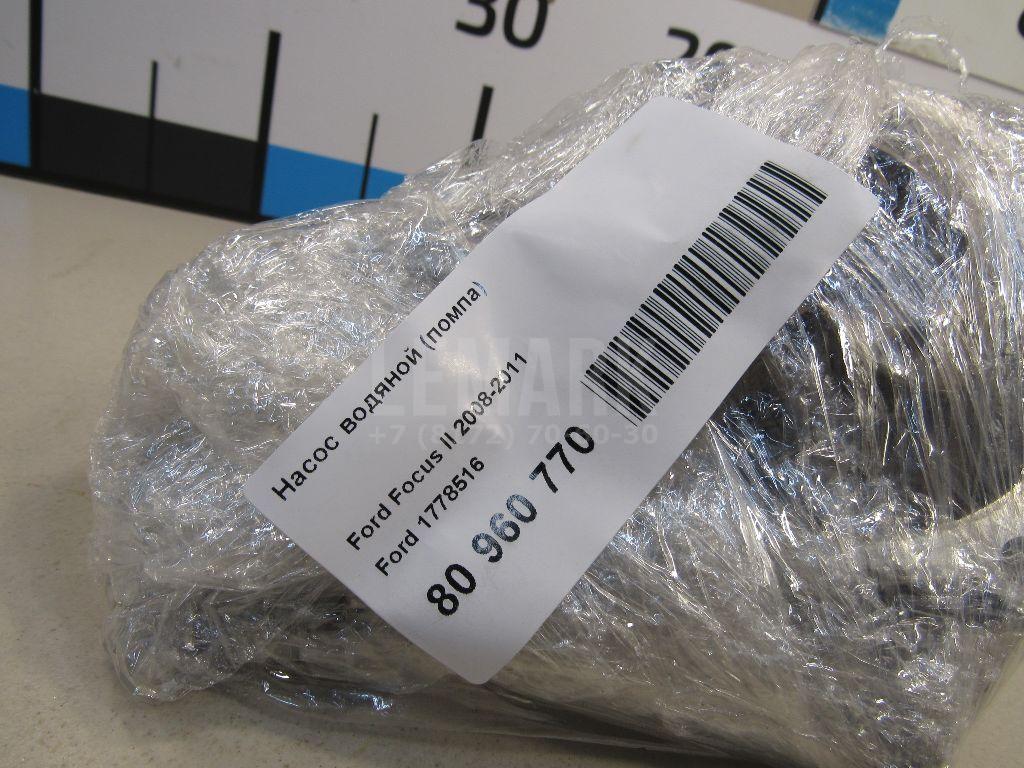 30
Насос водяной (помпа)
Ford Focus II 2008-2011
Ford 1778516
80 960 770